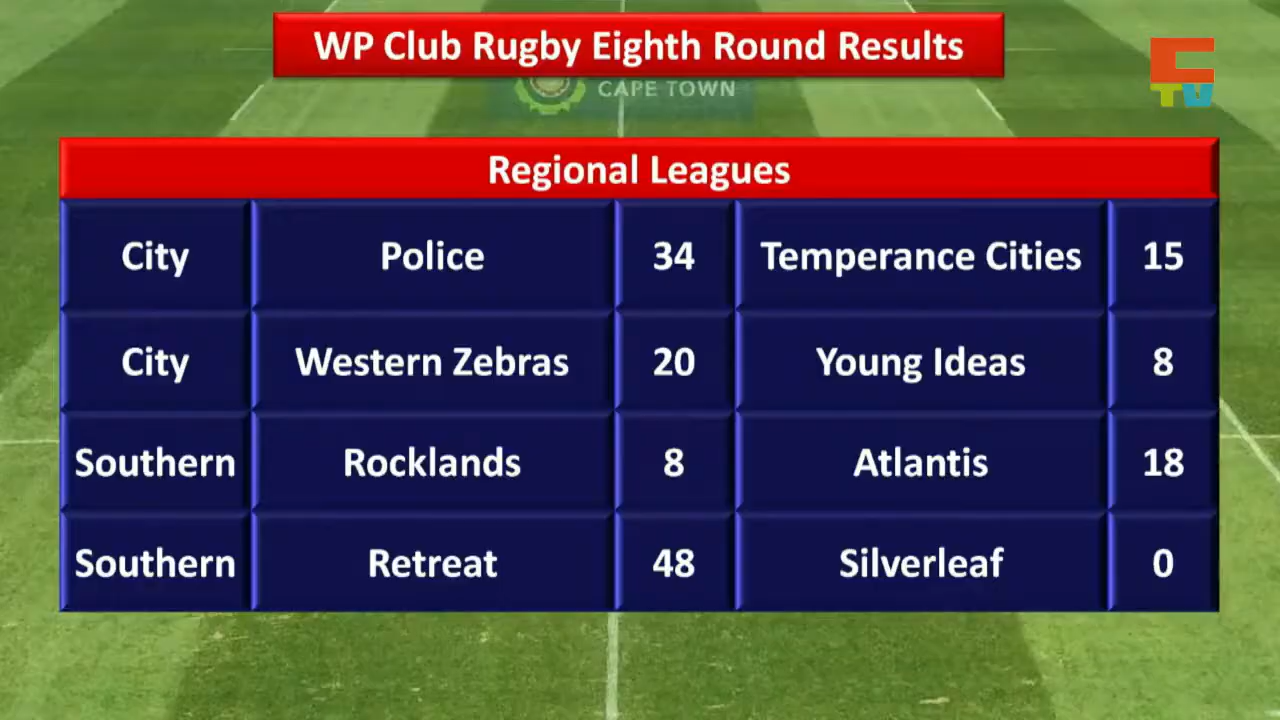 WP Club Rugby Eighth Round Results
CAPE TOWN
CTV
Regional Leagues
City Police 34 Temperance Cities 15
City Western Zebras 20 Young Ideas 8
Southern Rocklands 8 Atlantis 18
Southern Retreat 48 Silverleaf 0